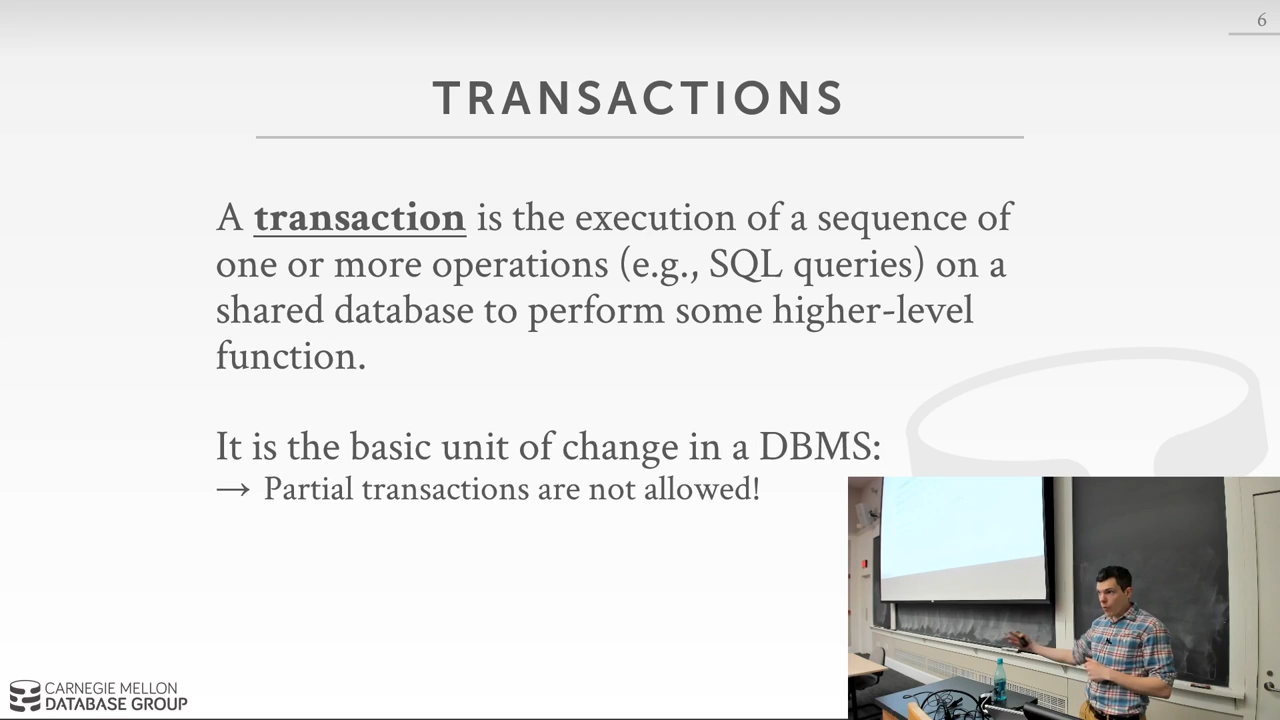 6
TRANSACTIONS
A transaction is the execution of a sequence of
one or more operations (e.g., SQL queries) on a
shared database to perform some higher-level
function.
It is the basic unit of change in a DBMS:
→ Partial transactions are not allowed!
CARNEGIE MELLON
DATABASE GROUP